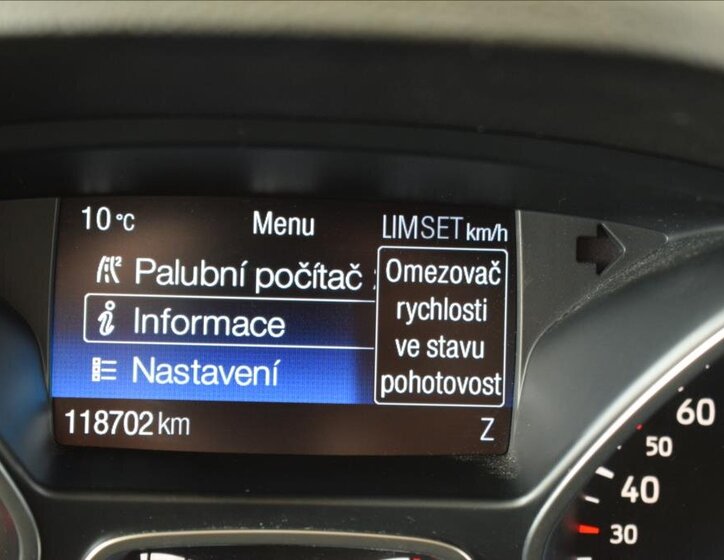 10 °C Menu LIMSET km/h
Palubní počítač
Informace
Nastavení
Omezovač
rychlosti
ve stavu
pohotovost
118702 km Z
60
50
40
30